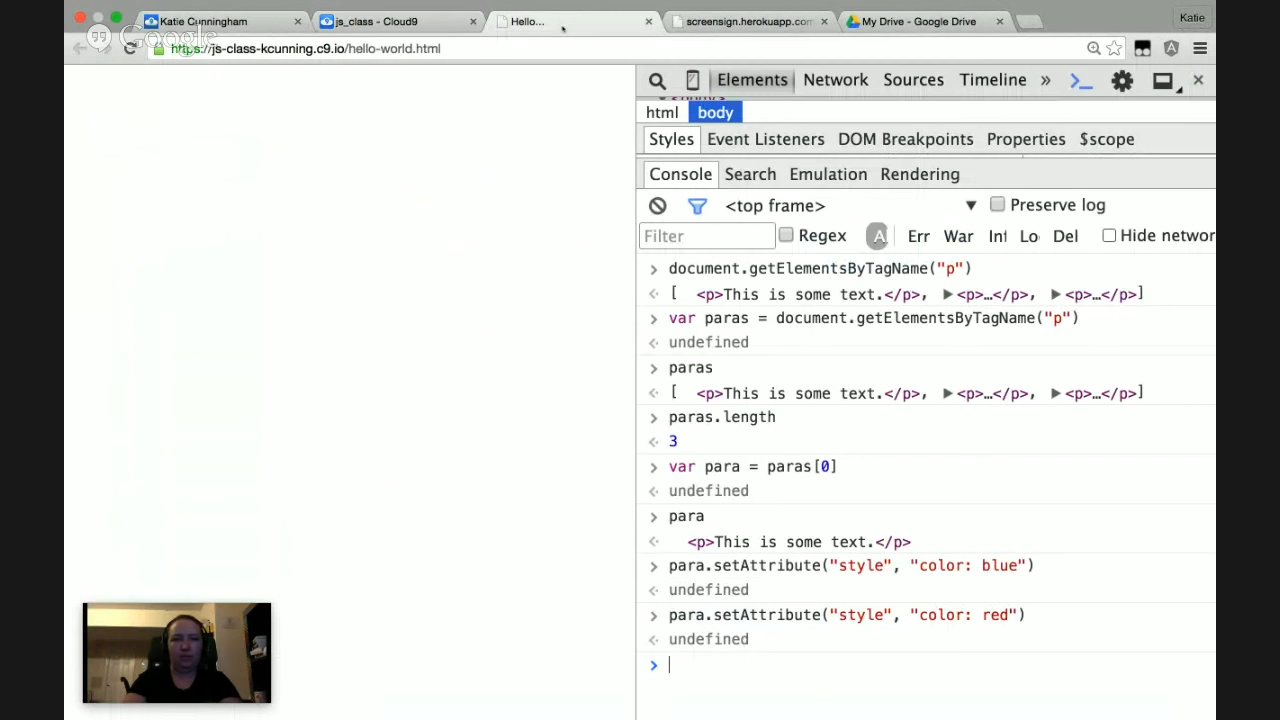 Katie Cunningham
js_class - Cloud9
Hello...
screensign.herokuapp.com
My Drive - Google Drive
Katie
Google
https://js-class-kcunning.c9.io/hello-world.html
Elements Network Sources Timeline »
html body
Styles Event Listeners DOM Breakpoints Properties $scope
Console Search Emulation Rendering
<top frame> Preserve log
Filter Regex A Err War Inf Lo Del Hide networ
document.getElementsByTagName("p")
[ <p>This is some text.</p>, <p>…</p>, <p>…</p>]
var paras = document.getElementsByTagName("p")
undefined
paras
[ <p>This is some text.</p>, <p>…</p>, <p>…</p>]
paras.length
3
var para = paras[0]
undefined
para
<p>This is some text.</p>
para.setAttribute("style", "color: blue")
undefined
para.setAttribute("style", "color: red")
undefined